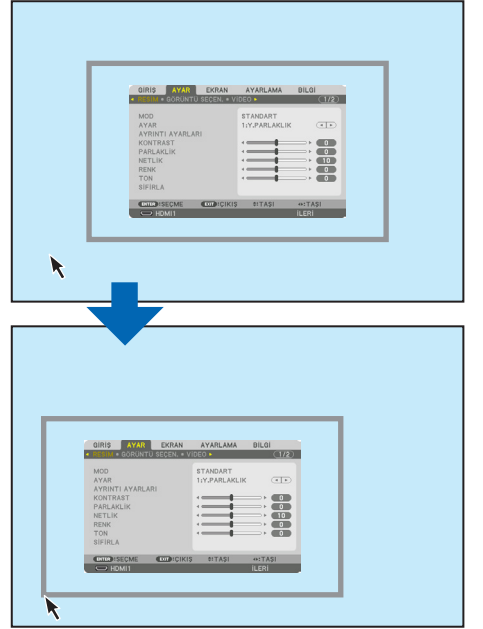 GİRİŞ AYAR EKRAN AYARLAMA BİLGİ
RESİM • GÖRÜNTÜ SEÇEN. • VİDEO 1/2
MOD STANDART
AYAR 1:Y.PARLAKLIK
AYRINTI AYARLARI
KONTRAST 0
PARLAKLIK 0
NETLİK 10
RENK 0
TON 0
SIFIRLA
ENTER:SEÇME EXIT:ÇIKIŞ :TAŞI :TAŞI
HDMI1 İLERİ
GİRİŞ AYAR EKRAN AYARLAMA BİLGİ
RESİM • GÖRÜNTÜ SEÇEN. • VİDEO 1/2
MOD STANDART
AYAR 1:Y.PARLAKLIK
AYRINTI AYARLARI
KONTRAST 0
PARLAKLIK 0
NETLİK 10
RENK 0
TON 0
SIFIRLA
ENTER:SEÇME EXIT:ÇIKIŞ :TAŞI :TAŞI
HDMI1 İLERİ